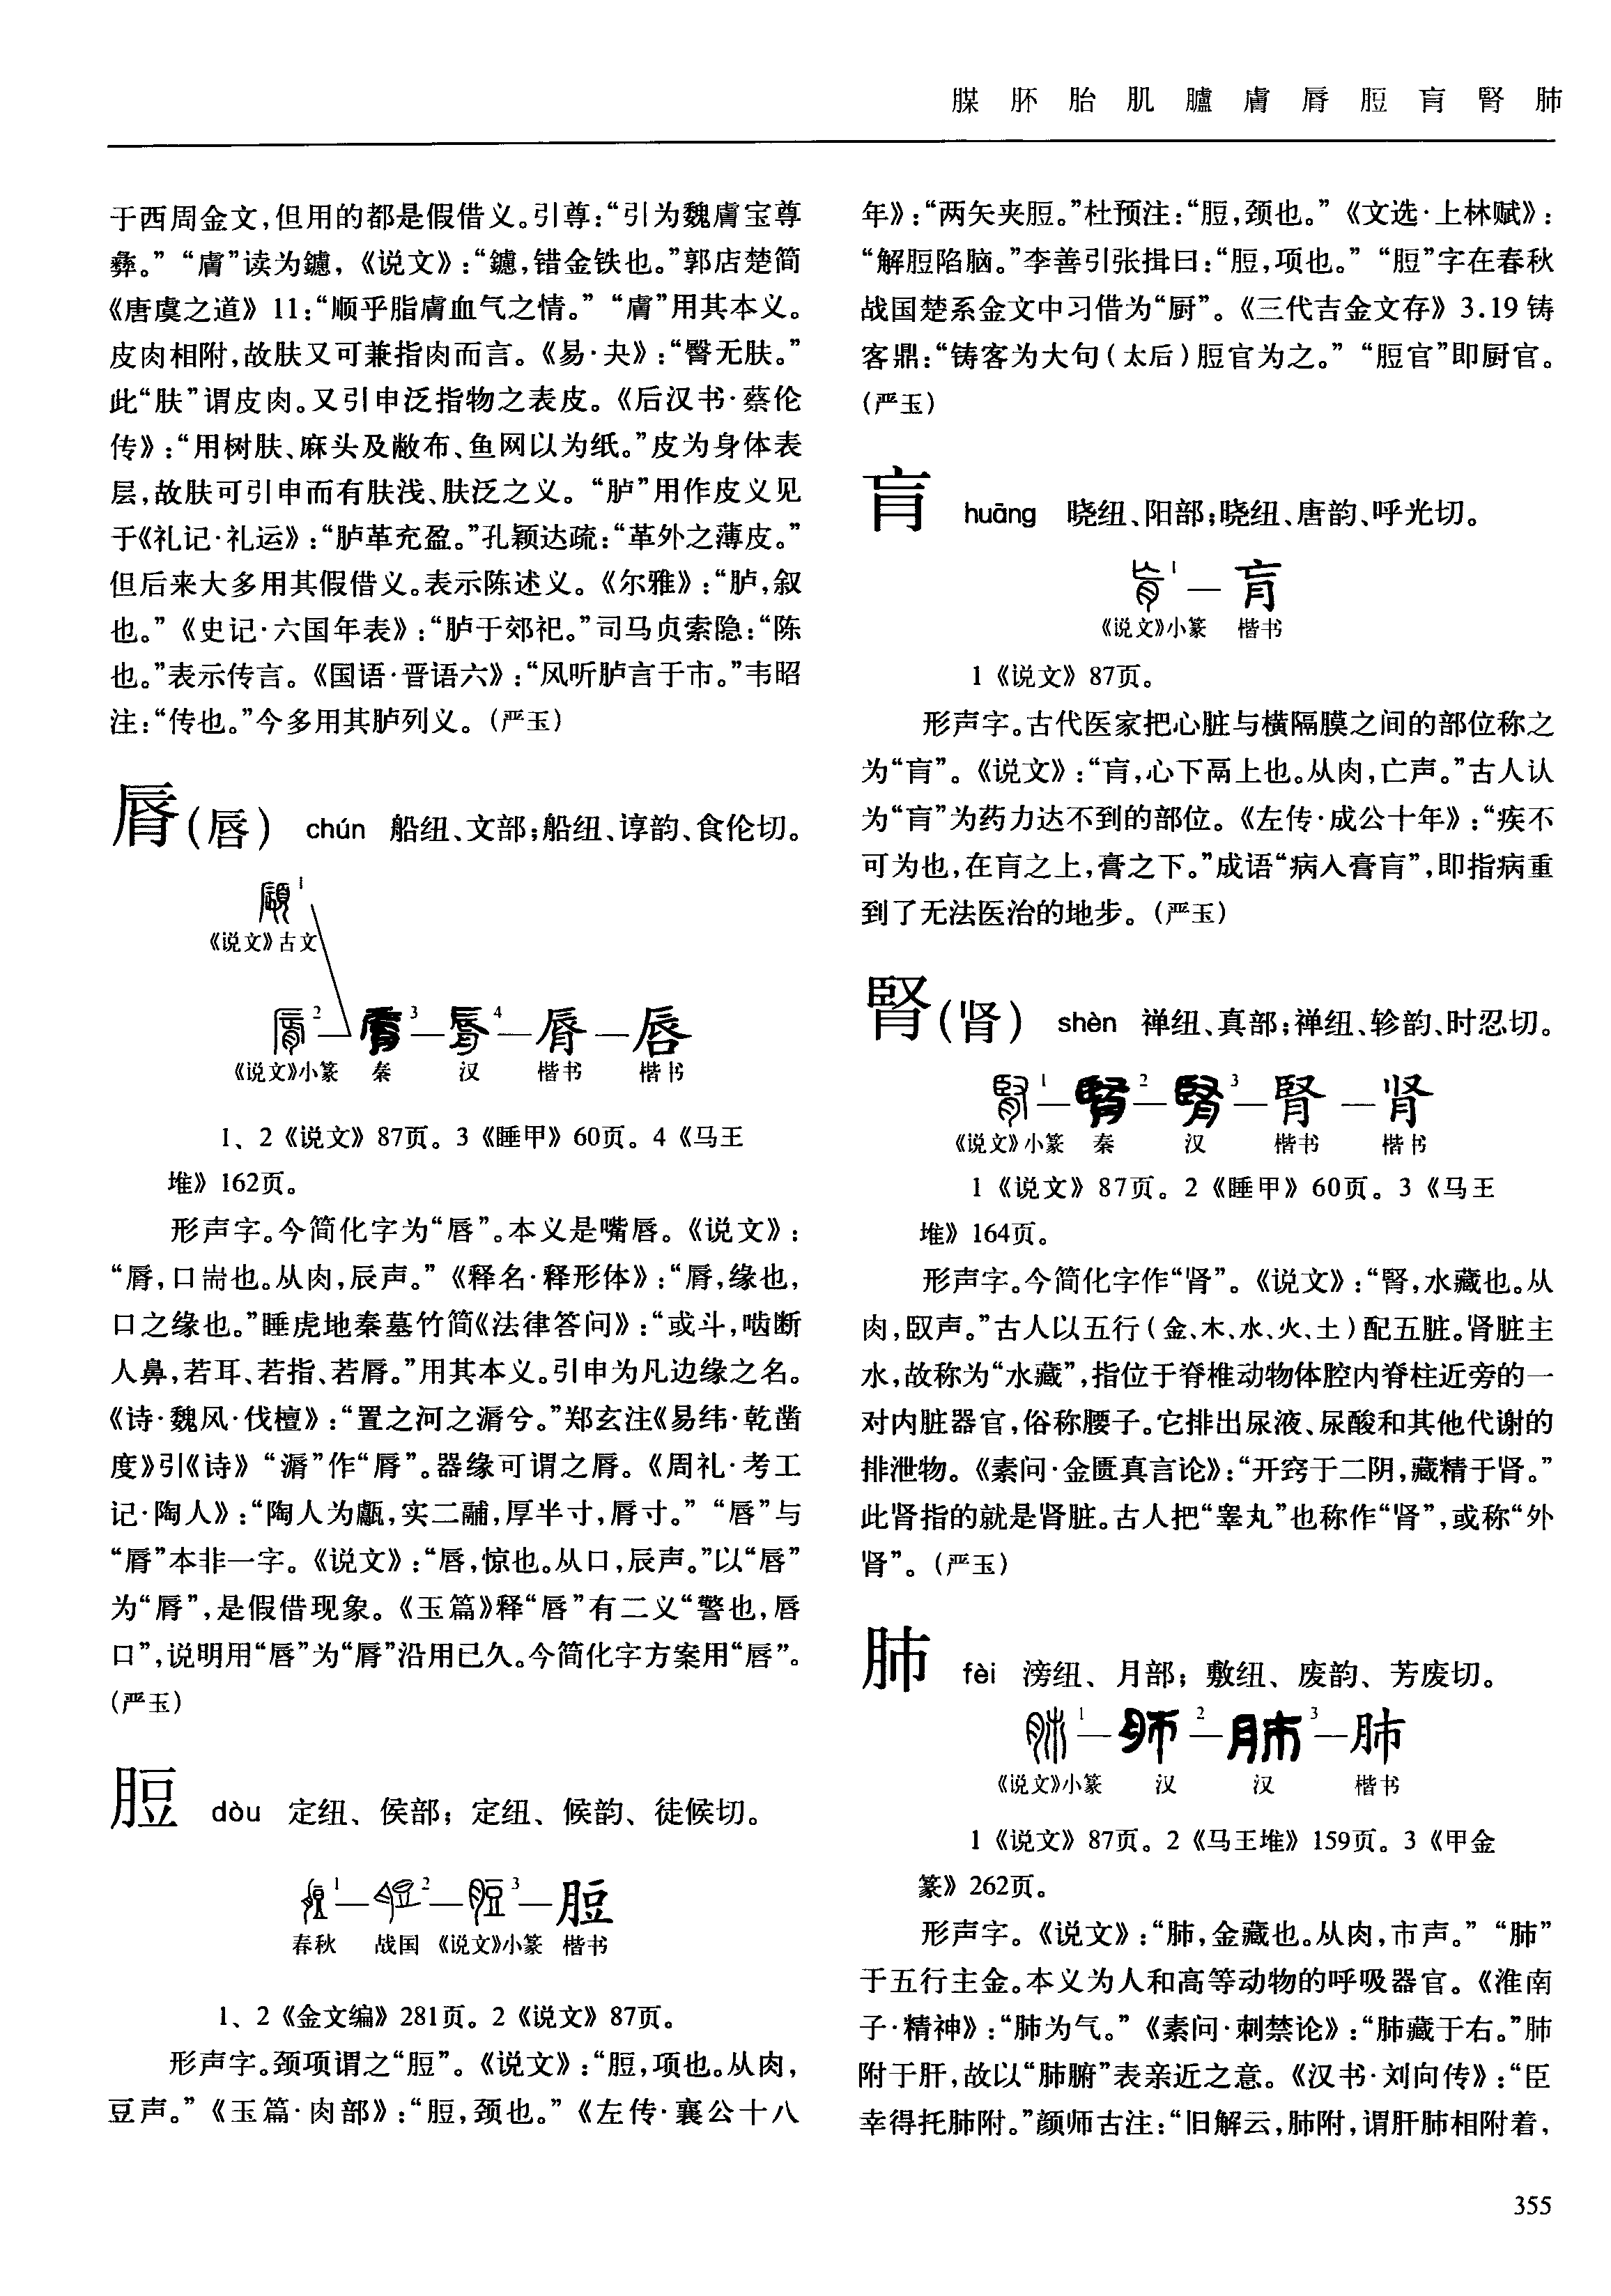 腜 肧 胎 肌 臚 膚 脣 脰 肓 腎 肺
于西周金文，但用的都是假借义。引尊：“引为魏膚宝尊
彝。” “膚”读为鑢，《说文》：“鑢，错金铁也。”郭店楚简
《唐虞之道》11：“顺乎脂膚血气之情。” “膚”用其本义。
皮肉相附，故肤又可兼指肉而言。《易·夬》：“臀无肤。”
此“肤”谓皮肉。又引申泛指物之表皮。《后汉书·蔡伦
传》：“用树肤、麻头及敝布、鱼网以为纸。”皮为身体表
层，故肤可引申而有肤浅、肤泛之义。“胪”用作皮义见
于《礼记·礼运》：“胪革充盈。”孔颖达疏：“革外之薄皮。”
但后来大多用其假借义。表示陈述义。《尔雅》：“胪，叙
也。”《史记·六国年表》：“胪于郊祀。”司马贞索隐：“陈
也。”表示传言。《国语·晋语六》：“风听胪言于市。”韦昭
注：“传也。”今多用其胪列义。（严玉）
脣（唇） chún 船纽、文部；船纽、谆韵、食伦切。
1
《说文》古文
2 — 3 — 4 — 脣 — 唇
《说文》小篆 秦 汉 楷书 楷书
1、2《说文》87页。3《睡甲》60页。4《马王
堆》162页。
形声字。今简化字为“唇”。本义是嘴唇。《说文》：
“脣，口耑也。从肉，辰声。”《释名·释形体》：“脣，缘也，
口之缘也。”睡虎地秦墓竹简《法律答问》：“或斗，啮断
人鼻，若耳、若指、若脣。”用其本义。引申为凡边缘之名。
《诗·魏风·伐檀》：“置之河之漘兮。”郑玄注《易纬·乾凿
度》引《诗》“漘”作“脣”。器缘可谓之脣。《周礼·考工
记·陶人》：“陶人为甗，实二鬴，厚半寸，脣寸。” “唇”与
“脣”本非一字。《说文》：“唇，惊也。从口，辰声。”以“唇”
为“脣”，是假借现象。《玉篇》释“唇”有二义“警也，唇
口”，说明用“唇”为“脣”沿用已久。今简化字方案用“唇”。
（严玉）
脰 dòu 定纽、侯部；定纽、候韵、徒候切。
1 — 2 — 3 — 脰
春秋 战国 《说文》小篆 楷书
1、2《金文编》281页。2《说文》87页。
形声字。颈项谓之“脰”。《说文》：“脰，项也。从肉，
豆声。”《玉篇·肉部》：“脰，颈也。”《左传·襄公十八
年》：“两矢夹脰。”杜预注：“脰，颈也。”《文选·上林赋》：
“解脰陷脑。”李善引张揖曰：“脰，项也。” “脰”字在春秋
战国楚系金文中习借为“厨”。《三代吉金文存》3.19铸
客鼎：“铸客为大句（太后）脰官为之。” “脰官”即厨官。
（严玉）
肓 huāng 晓纽、阳部；晓纽、唐韵、呼光切。
1 — 肓
《说文》小篆 楷书
1《说文》87页。
形声字。古代医家把心脏与横隔膜之间的部位称之
为“肓”。《说文》：“肓，心下鬲上也。从肉，亡声。”古人认
为“肓”为药力达不到的部位。《左传·成公十年》：“疾不
可为也，在肓之上，膏之下。”成语“病入膏肓”，即指病重
到了无法医治的地步。（严玉）
腎（肾） shèn 禅纽、真部；禅纽、轸韵、时忍切。
1 — 2 — 3 — 腎 — 肾
《说文》小篆 秦 汉 楷书 楷书
1《说文》87页。2《睡甲》60页。3《马王
堆》164页。
形声字。今简化字作“肾”。《说文》：“腎，水藏也。从
肉，臤声。”古人以五行（金、木、水、火、土）配五脏。肾脏主
水，故称为“水藏”，指位于脊椎动物体腔内脊柱近旁的一
对内脏器官，俗称腰子。它排出尿液、尿酸和其他代谢的
排泄物。《素问·金匮真言论》：“开窍于二阴，藏精于肾。”
此肾指的就是肾脏。古人把“睾丸”也称作“肾”，或称“外
肾”。（严玉）
肺 fèi 滂纽、月部；敷纽、废韵、芳废切。
1 — 2 — 3 — 肺
《说文》小篆 汉 汉 楷书
1《说文》87页。2《马王堆》159页。3《甲金
篆》262页。
形声字。《说文》：“肺，金藏也。从肉，巿声。” “肺”
于五行主金。本义为人和高等动物的呼吸器官。《淮南
子·精神》：“肺为气。”《素问·刺禁论》：“肺藏于右。”肺
附于肝，故以“肺腑”表亲近之意。《汉书·刘向传》：“臣
幸得托肺附。”颜师古注：“旧解云，肺附，谓肝肺相附着，
355